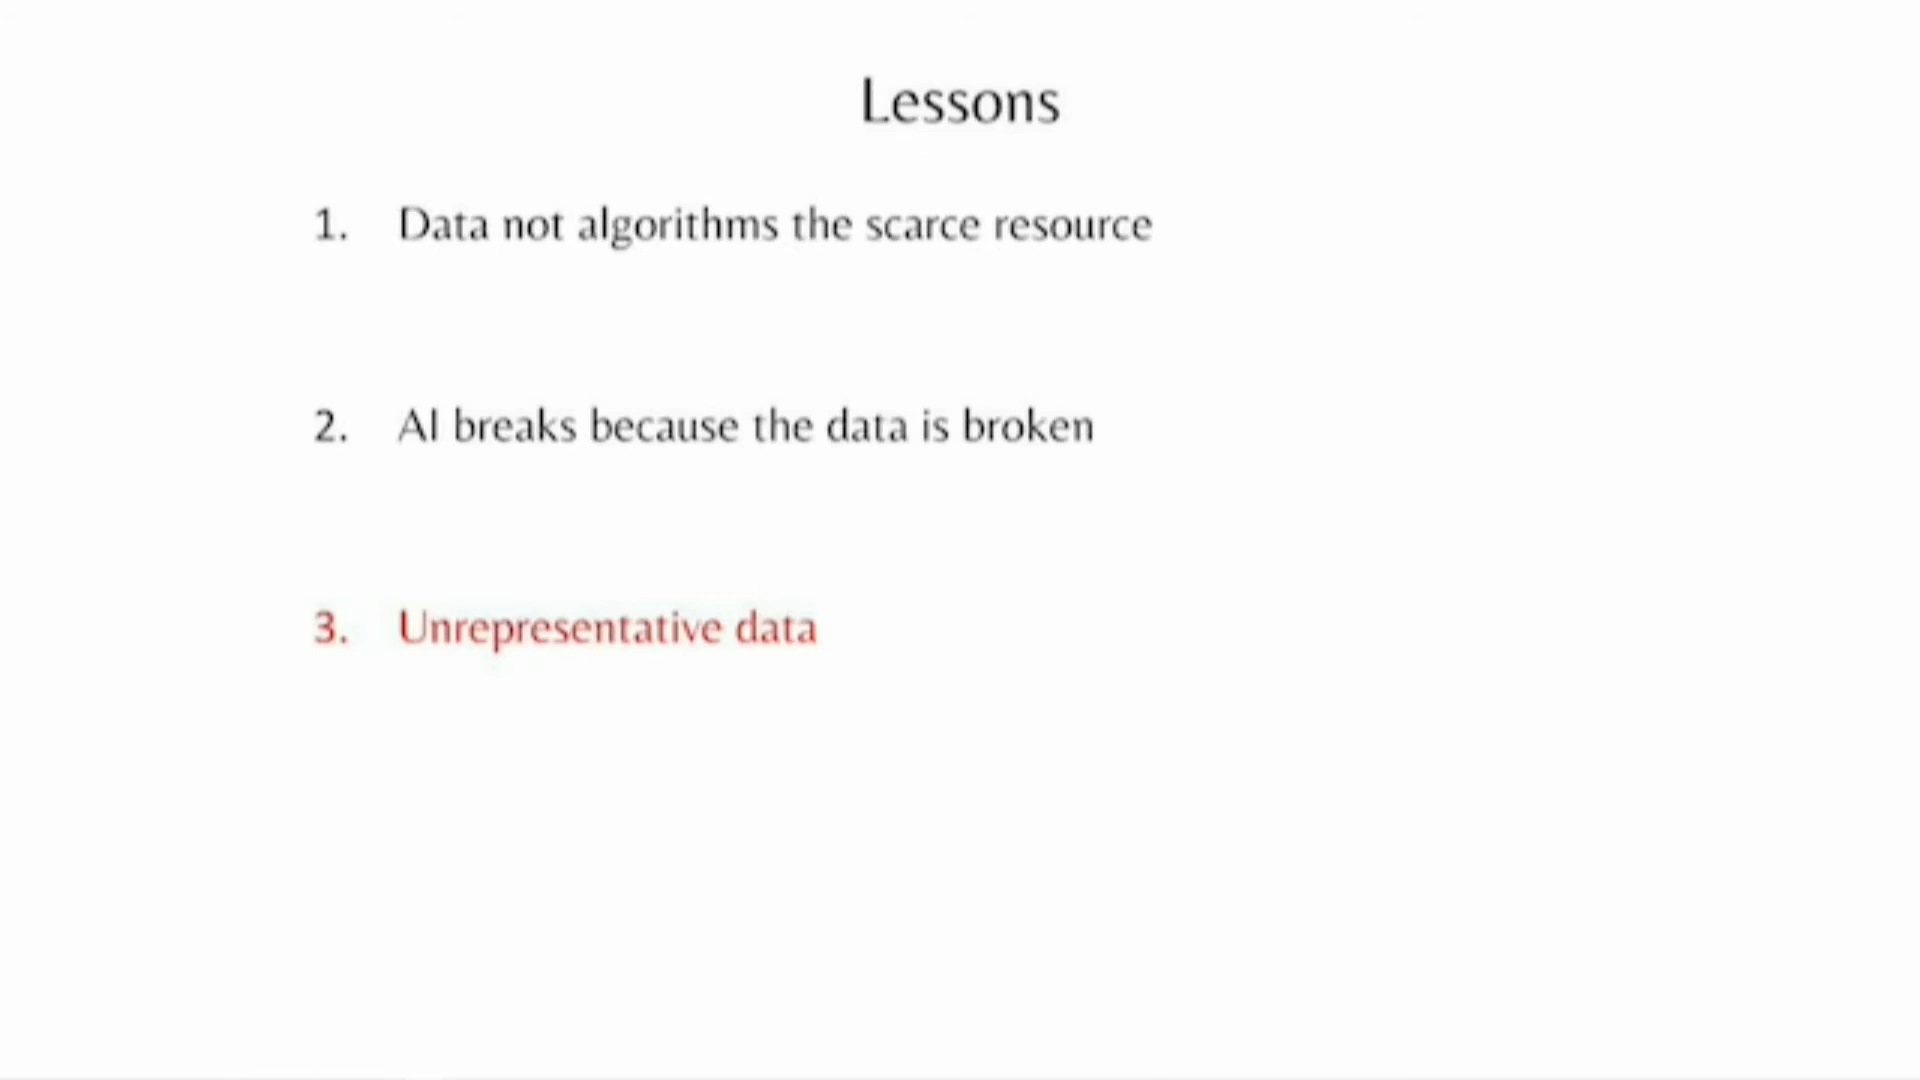 Lessons
1. Data not algorithms the scarce resource
2. AI breaks because the data is broken
3. Unrepresentative data